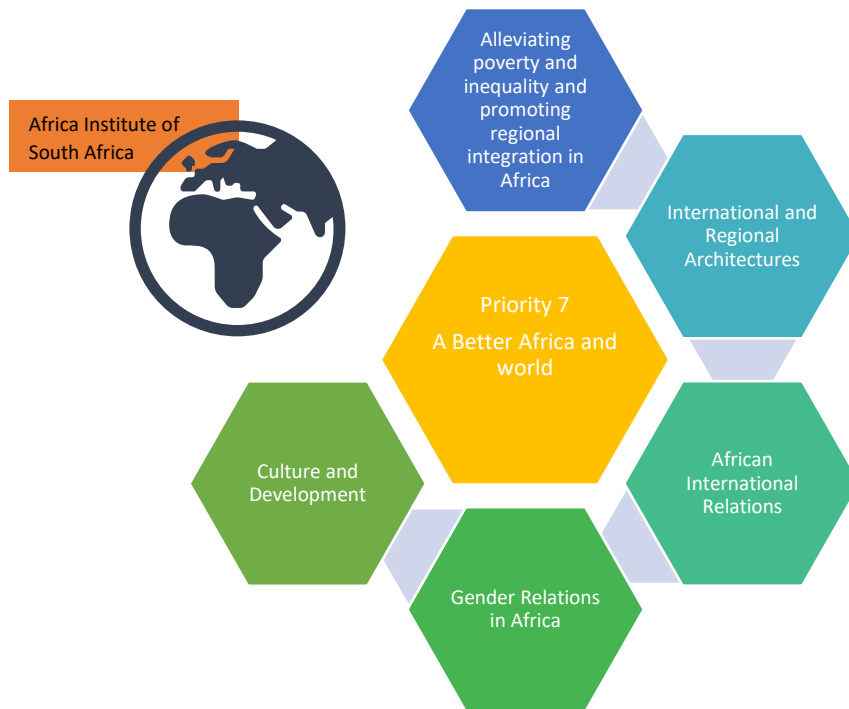 Africa Institute of
South Africa
Alleviating
poverty and
inequality and
promoting
regional
integration in
Africa
International and
Regional
Architectures
Priority 7
A Better Africa and
world
African
International
Relations
Culture and
Development
Gender Relations
in Africa